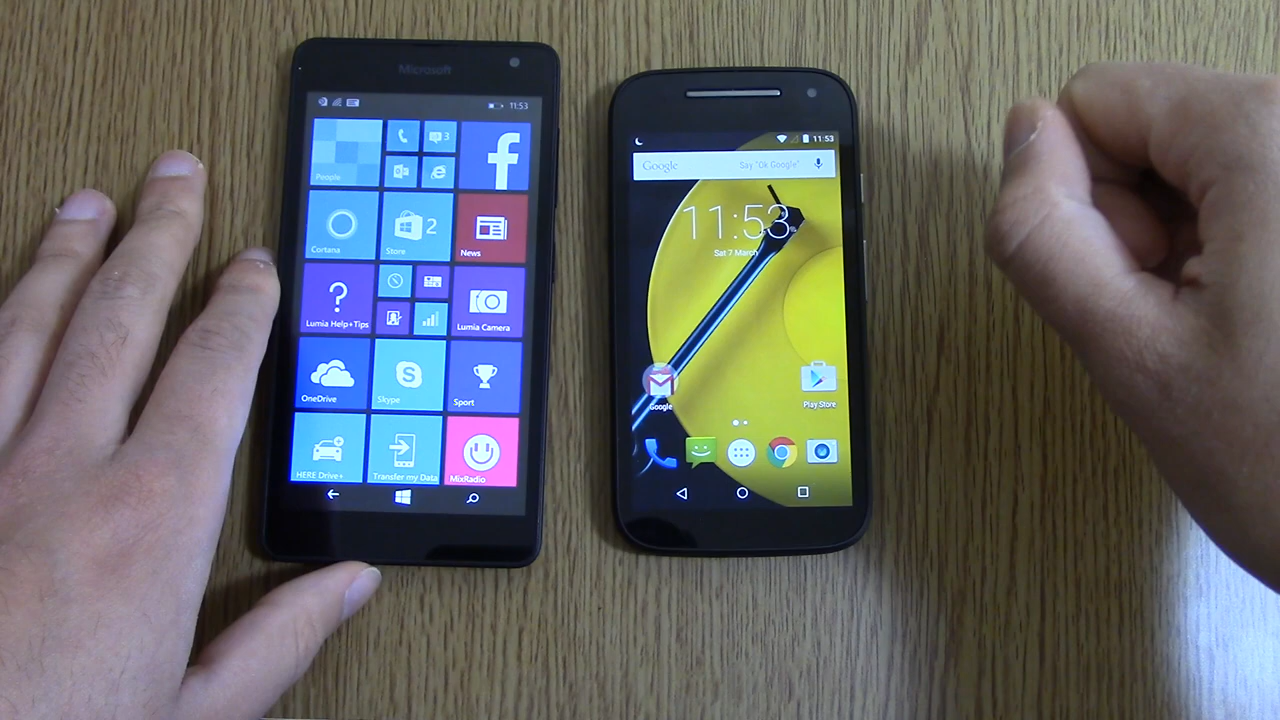 Microsoft
11:53
People
3
Cortana
Store
2
News
Lumia Help+Tips
Lumia Camera
OneDrive
Skype
Sport
HERE Drive+
Transfer my Data
MixRadio
11:53
Google
Say "Ok Google"
11:53
Sat 7 March
Google
Play Store